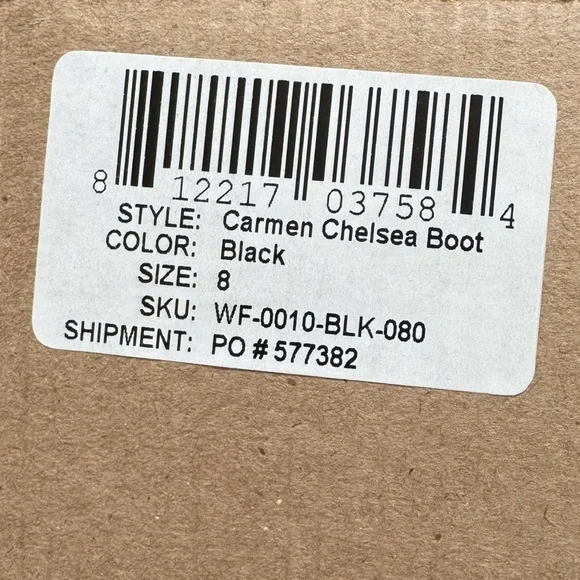 8 12217 03758 4
STYLE: Carmen Chelsea Boot
COLOR: Black
SIZE: 8
SKU: WF-0010-BLK-080
SHIPMENT: PO # 577382